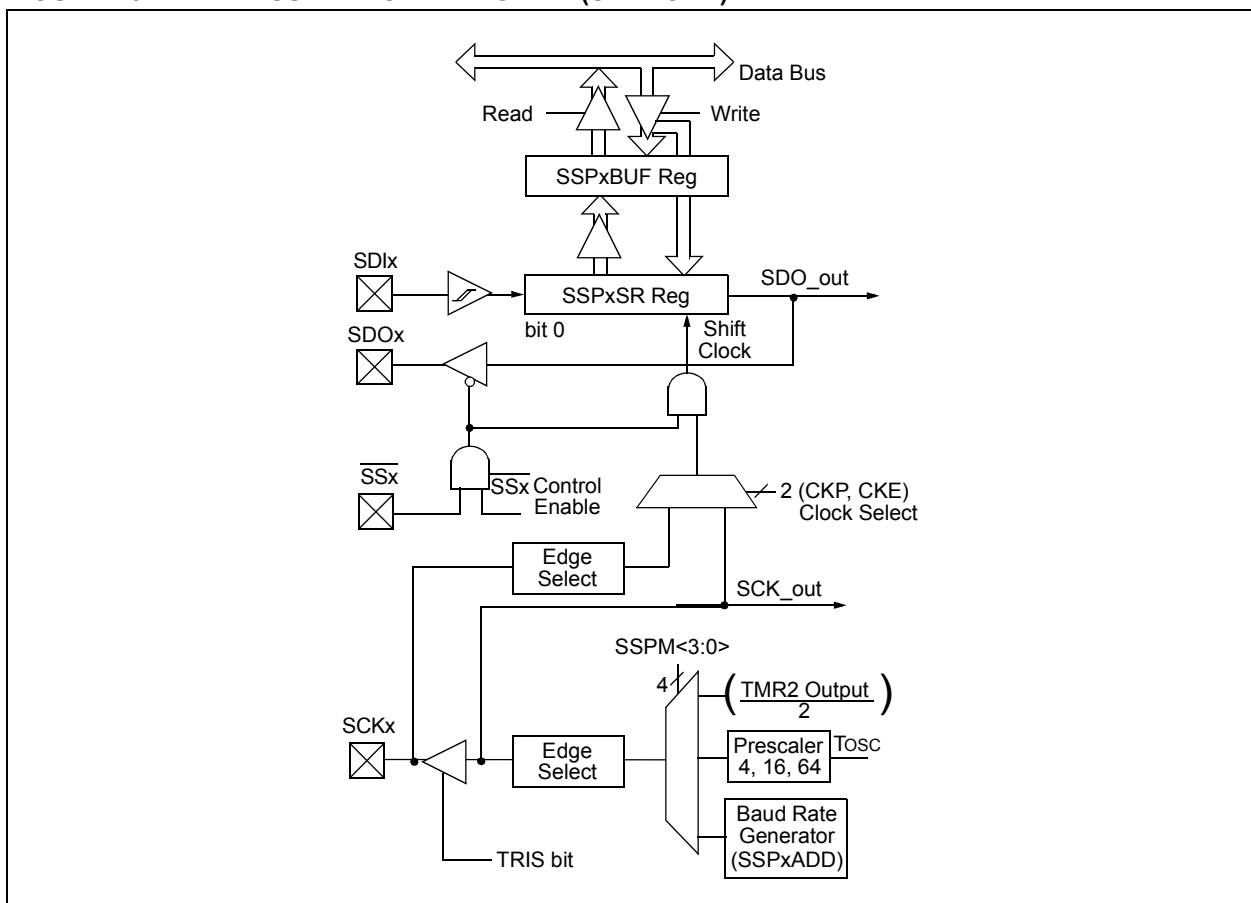 Data Bus
Read
Write
SSPxBUF Reg
SDIx
SSPxSR Reg
SDO_out
bit 0
Shift
Clock
SDOx
SSx
SSx Control
Enable
2 (CKP, CKE)
Clock Select
Edge
Select
SCK_out
SSPM<3:0>
4
(TMR2 Output)
2
SCKx
Edge
Select
Prescaler
4, 16, 64
TOSC
Baud Rate
Generator
(SSPxADD)
TRIS bit